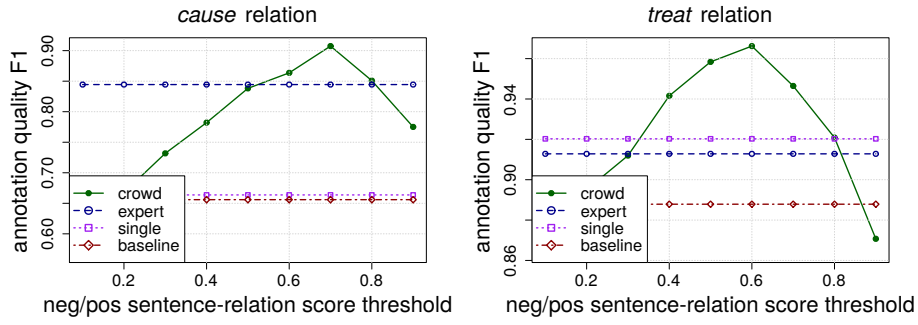 cause relation
annotation quality F1
0.90
0.80
0.70
0.60
crowd
expert
single
baseline
0.2
0.4
0.6
0.8
neg/pos sentence-relation score threshold
treat relation
annotation quality F1
0.94
0.90
0.86
crowd
expert
single
baseline
0.2
0.4
0.6
0.8
neg/pos sentence-relation score threshold